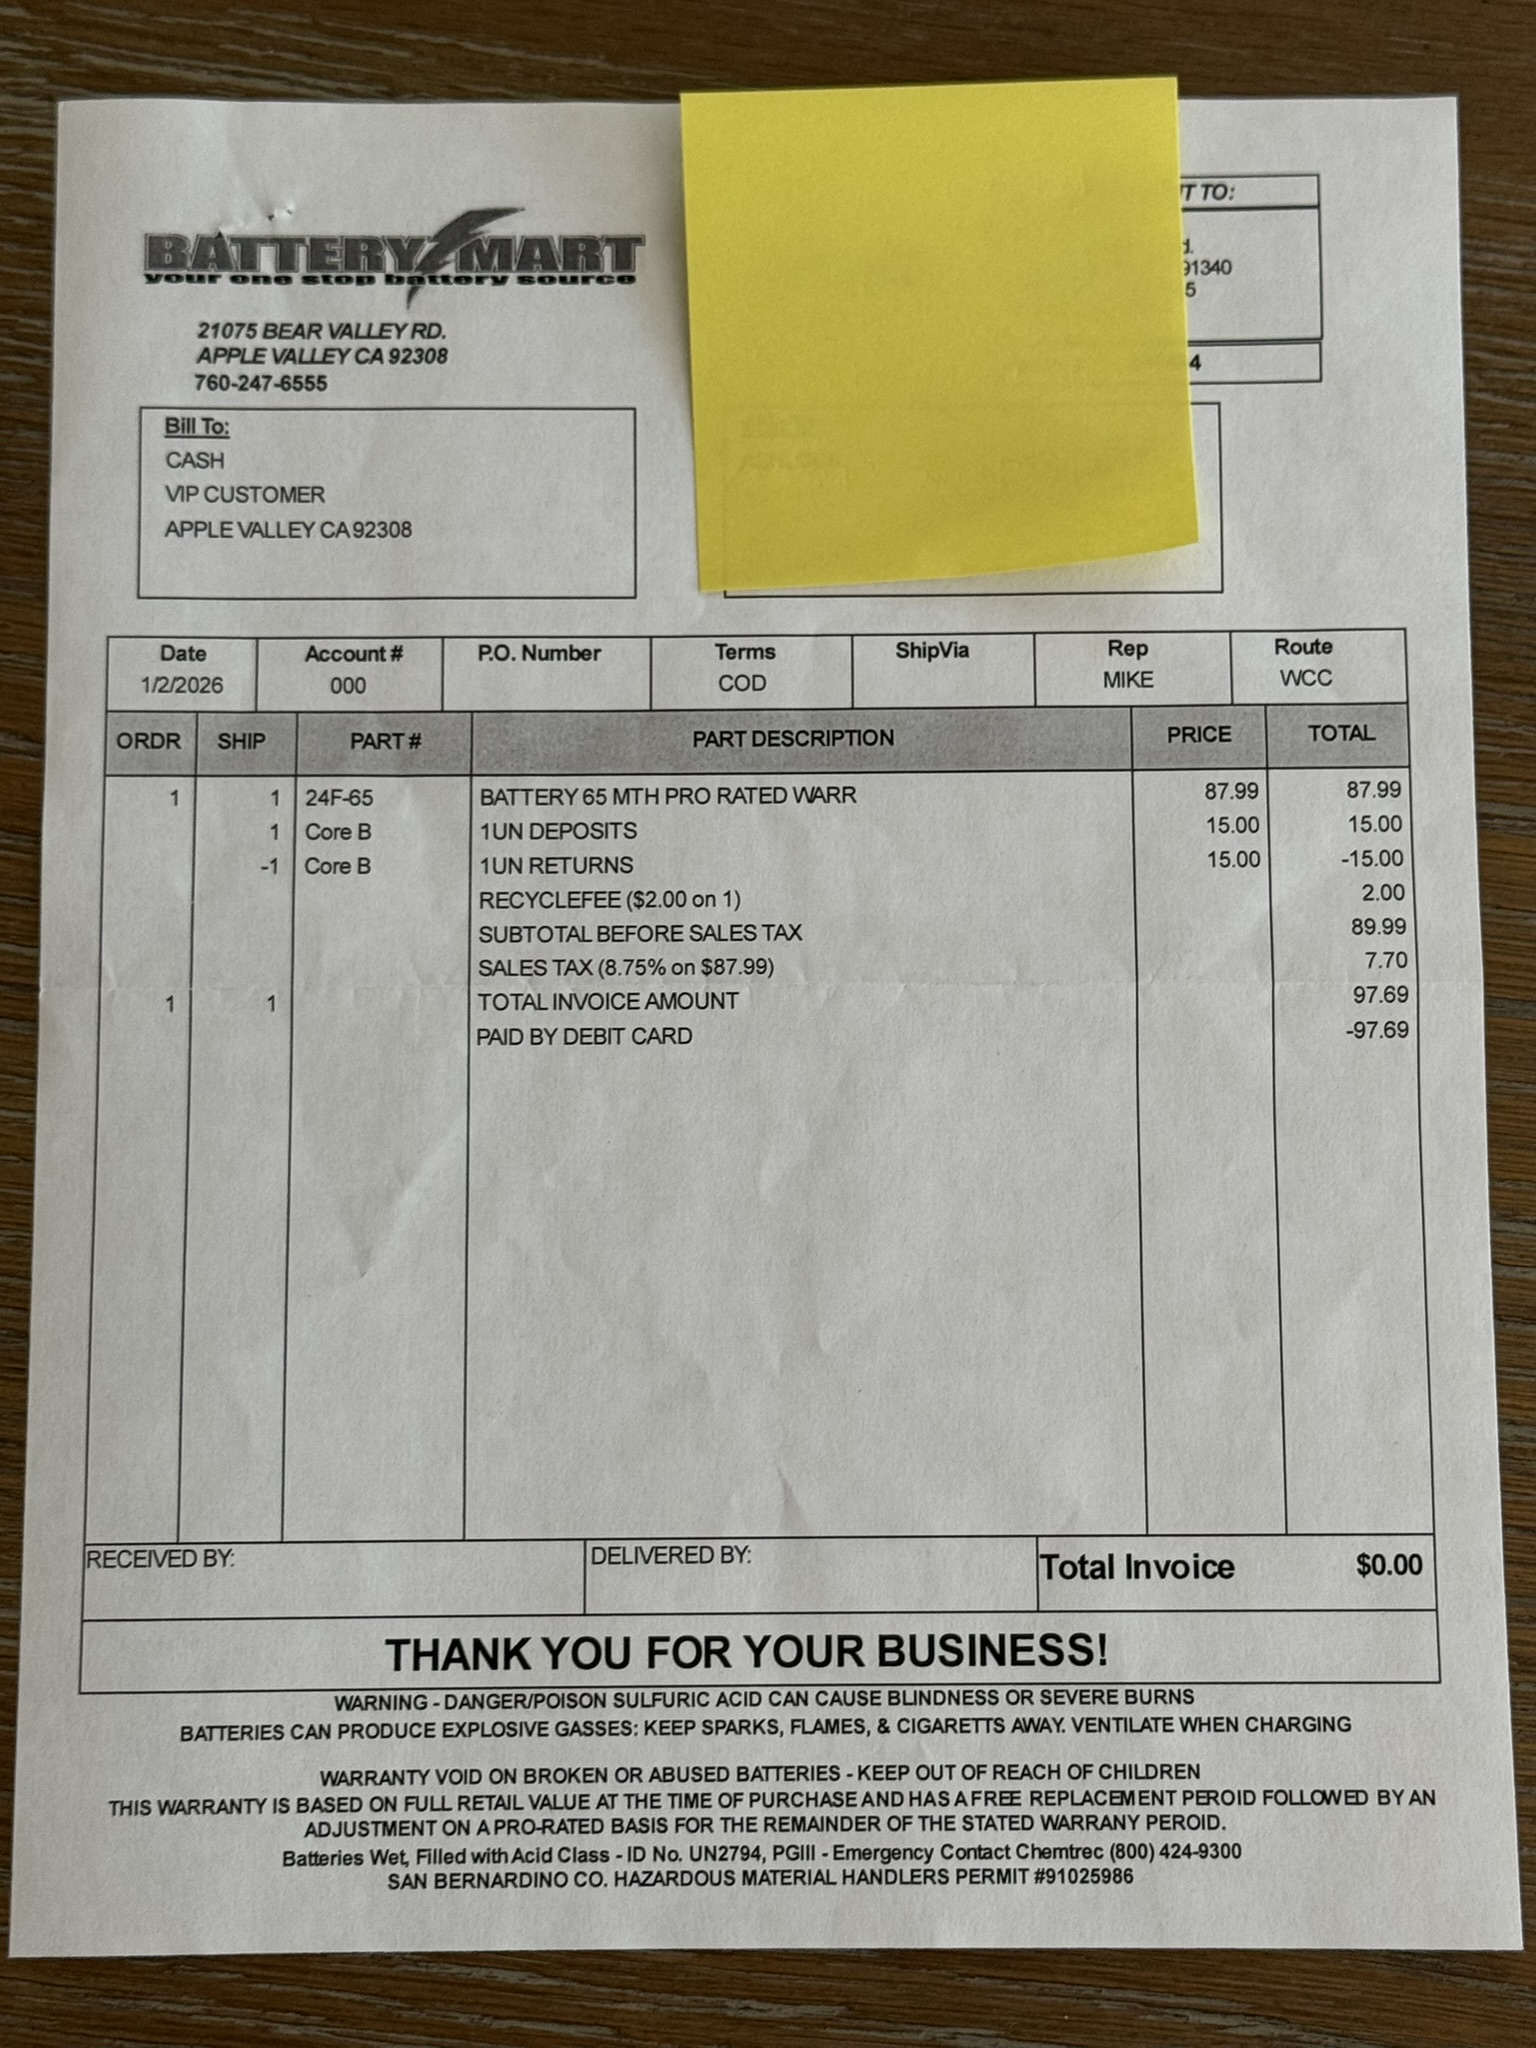 BATTERY MART
your one stop battery source
21075 BEAR VALLEY RD.
APPLE VALLEY CA 92308
760-247-6555
T TO:
91340
5
4
Bill To:
CASH
VIP CUSTOMER
APPLE VALLEY CA 92308
Date Account # P.O. Number Terms ShipVia Rep Route
1/2/2026 000 COD MIKE WCC
ORDR SHIP PART # PART DESCRIPTION PRICE TOTAL
1 1 24F-65 BATTERY 65 MTH PRO RATED WARR 87.99 87.99
1 Core B 1UN DEPOSITS 15.00 15.00
-1 Core B 1UN RETURNS 15.00 -15.00
RECYCLEFEE ($2.00 on 1) 2.00
SUBTOTAL BEFORE SALES TAX 89.99
SALES TAX (8.75% on $87.99) 7.70
1 1 TOTAL INVOICE AMOUNT 97.69
PAID BY DEBIT CARD -97.69
RECEIVED BY: DELIVERED BY: Total Invoice $0.00
THANK YOU FOR YOUR BUSINESS!
WARNING - DANGER/POISON SULFURIC ACID CAN CAUSE BLINDNESS OR SEVERE BURNS
BATTERIES CAN PRODUCE EXPLOSIVE GASSES: KEEP SPARKS, FLAMES, & CIGARETTS AWAY. VENTILATE WHEN CHARGING
WARRANTY VOID ON BROKEN OR ABUSED BATTERIES - KEEP OUT OF REACH OF CHILDREN
THIS WARRANTY IS BASED ON FULL RETAIL VALUE AT THE TIME OF PURCHASE AND HAS A FREE REPLACEMENT PEROID FOLLOWED BY AN
ADJUSTMENT ON A PRO-RATED BASIS FOR THE REMAINDER OF THE STATED WARRANY PEROID.
Batteries Wet, Filled with Acid Class - ID No. UN2794, PGIII - Emergency Contact Chemtrec (800) 424-9300
SAN BERNARDINO CO. HAZARDOUS MATERIAL HANDLERS PERMIT #91025986